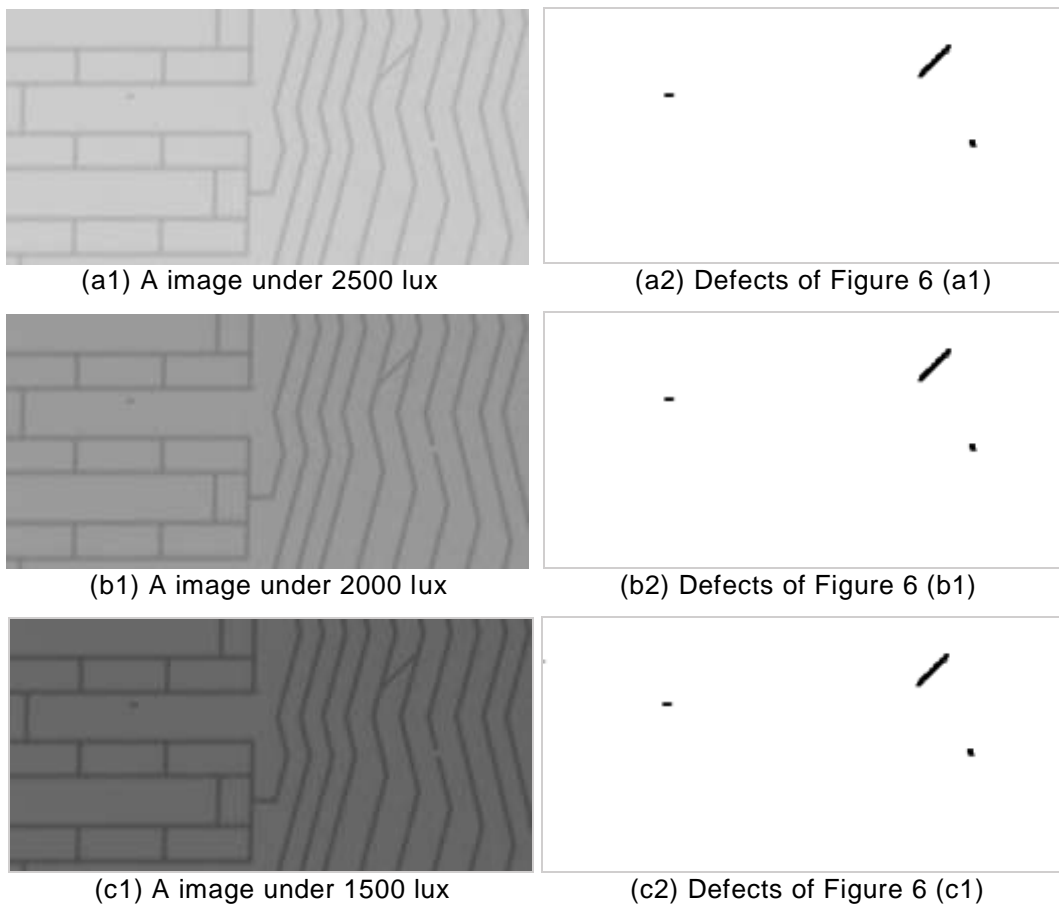 (a1) A image under 2500 lux
(a2) Defects of Figure 6 (a1)
(b1) A image under 2000 lux
(b2) Defects of Figure 6 (b1)
(c1) A image under 1500 lux
(c2) Defects of Figure 6 (c1)